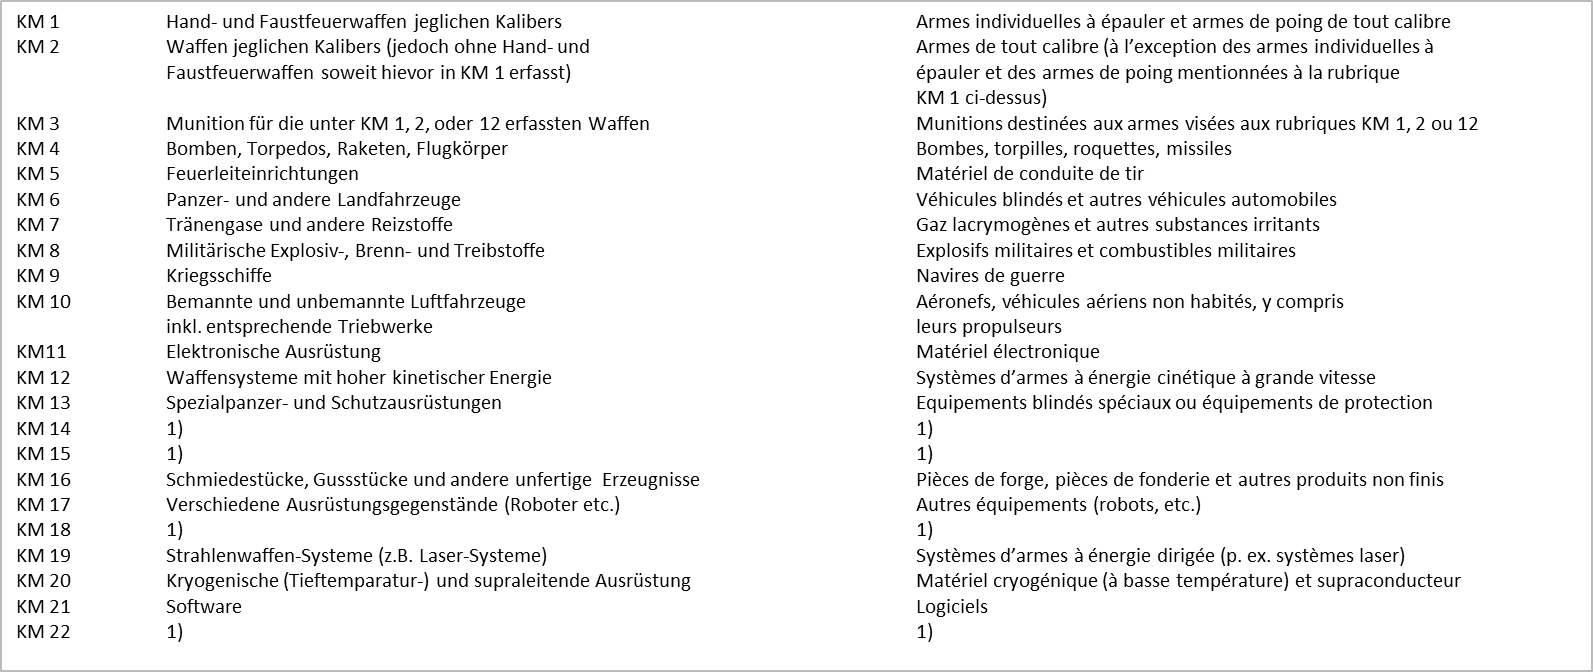 KM 1 Hand- und Faustfeuerwaffen jeglichen Kalibers Armes individuelles à épauler et armes de poing de tout calibre
KM 2 Waffen jeglichen Kalibers (jedoch ohne Hand- und Armes de tout calibre (à l’exception des armes individuelles à
Faustfeuerwaffen soweit hievor in KM 1 erfasst) épauler et des armes de poing mentionnées à la rubrique
KM 1 ci-dessus)
KM 3 Munition für die unter KM 1, 2, oder 12 erfassten Waffen Munitions destinées aux armes visées aux rubriques KM 1, 2 ou 12
KM 4 Bomben, Torpedos, Raketen, Flugkörper Bombes, torpilles, roquettes, missiles
KM 5 Feuerleiteinrichtungen Matériel de conduite de tir
KM 6 Panzer- und andere Landfahrzeuge Véhicules blindés et autres véhicules automobiles
KM 7 Tränengase und andere Reizstoffe Gaz lacrymogènes et autres substances irritants
KM 8 Militärische Explosiv-, Brenn- und Treibstoffe Explosifs militaires et combustibles militaires
KM 9 Kriegsschiffe Navires de guerre
KM 10 Bemannte und unbemannte Luftfahrzeuge Aéronefs, véhicules aériens non habités, y compris
inkl. entsprechende Triebwerke leurs propulseurs
KM11 Elektronische Ausrüstung Matériel électronique
KM 12 Waffensysteme mit hoher kinetischer Energie Systèmes d’armes à énergie cinétique à grande vitesse
KM 13 Spezialpanzer- und Schutzausrüstungen Equipements blindés spéciaux ou équipements de protection
KM 14 1) 1)
KM 15 1) 1)
KM 16 Schmiedestücke, Gussstücke und andere unfertige Erzeugnisse Pièces de forge, pièces de fonderie et autres produits non finis
KM 17 Verschiedene Ausrüstungsgegenstände (Roboter etc.) Autres équipements (robots, etc.)
KM 18 1) 1)
KM 19 Strahlenwaffen-Systeme (z.B. Laser-Systeme) Systèmes d’armes à énergie dirigée (p. ex. systèmes laser)
KM 20 Kryogenische (Tieftemparatur-) und supraleitende Ausrüstung Matériel cryogénique (à basse température) et supraconducteur
KM 21 Software Logiciels
KM 22 1) 1)